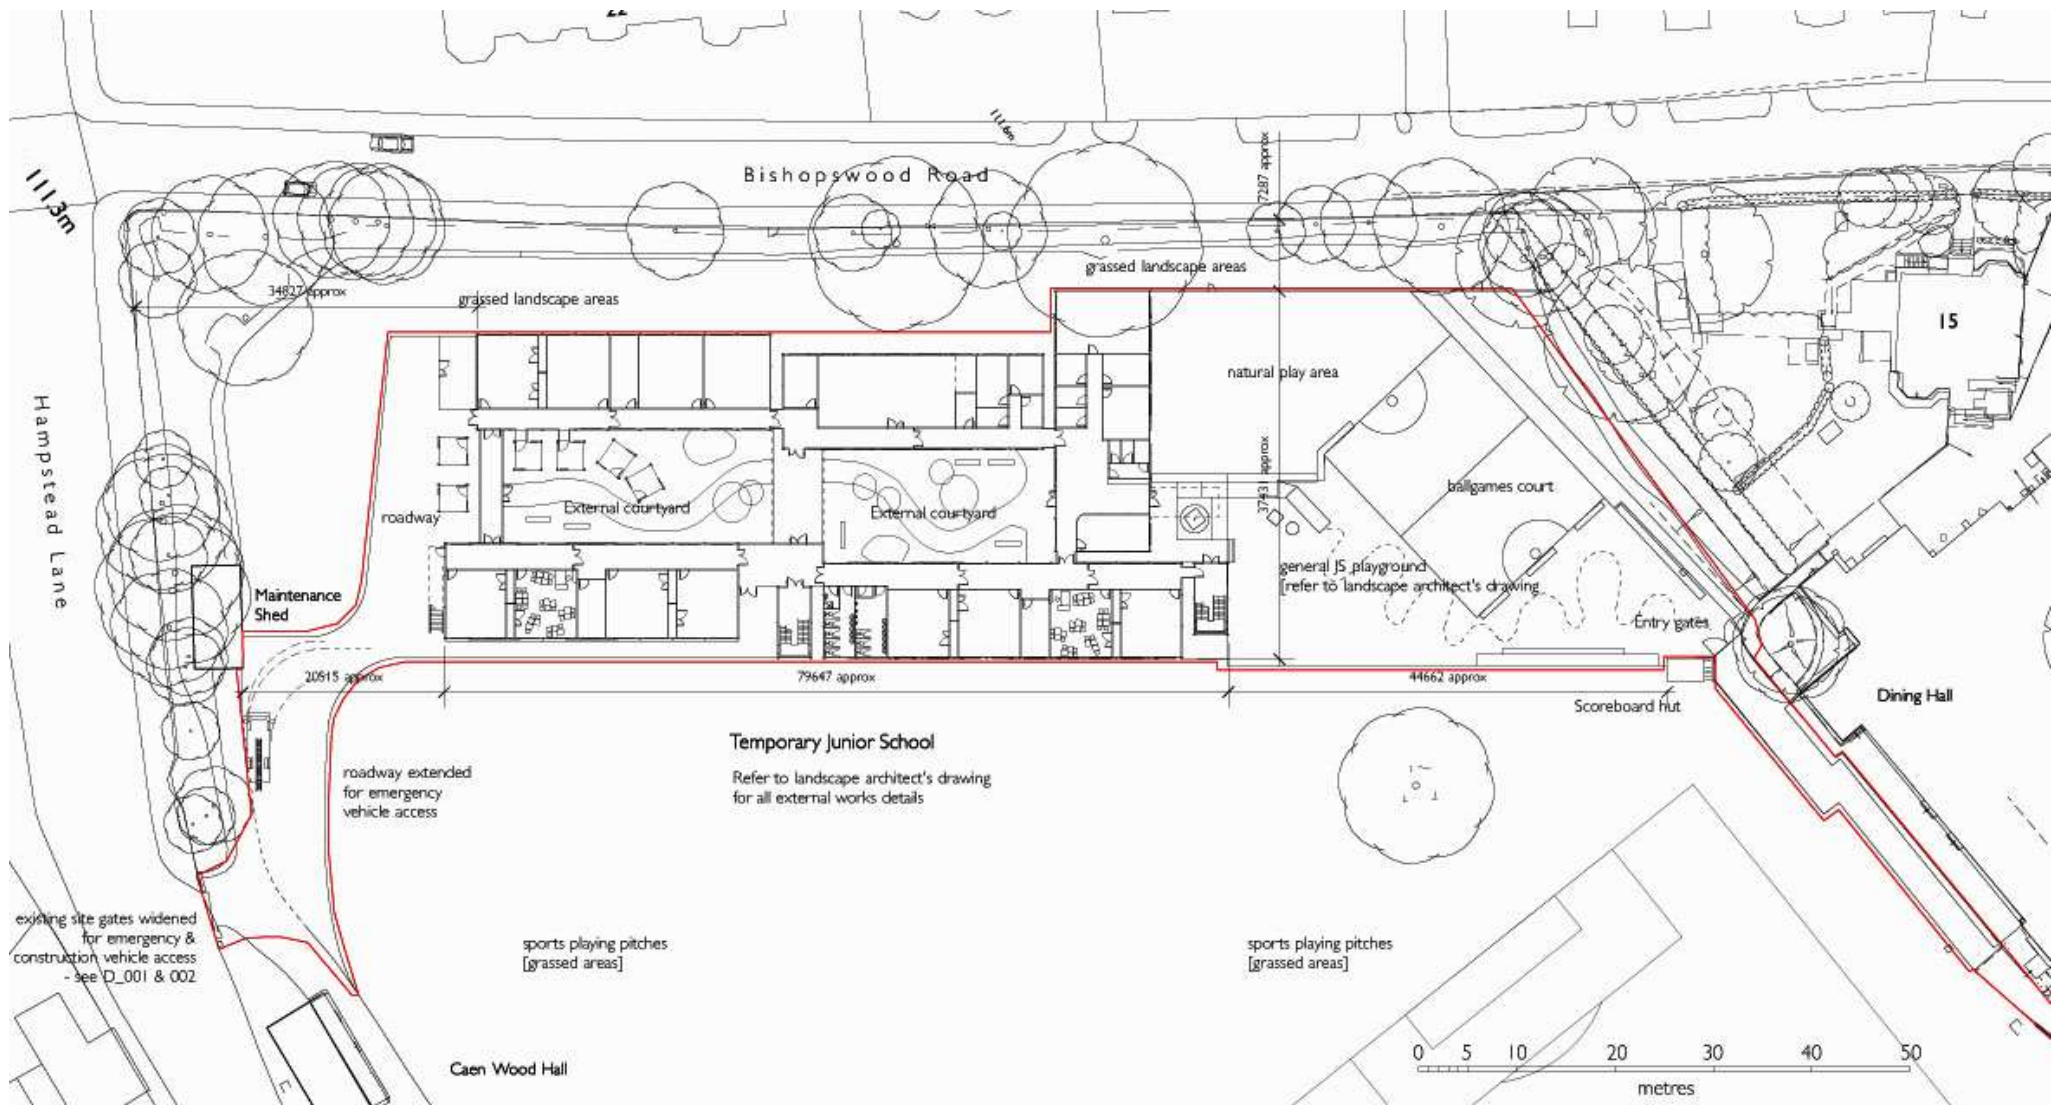 22
111.6m
Bishopswood Road
7287 approx
111.3m
34827 approx
grassed landscape areas
grassed landscape areas
15
natural play area
Hampstead Lane
ballgames court
37431 approx
External courtyard
External courtyard
roadway
general JS playground
[refer to landscape architect's drawing
Maintenance
Shed
Entry gates
20515 approx
79647 approx
44662 approx
Dining Hall
Scoreboard hut
Temporary Junior School
Refer to landscape architect's drawing
for all external works details
roadway extended
for emergency
vehicle access
existing site gates widened
for emergency &
construction vehicle access
- see D_001 & 002
sports playing pitches
[grassed areas]
sports playing pitches
[grassed areas]
0 5 10 20 30 40 50
metres
Caen Wood Hall